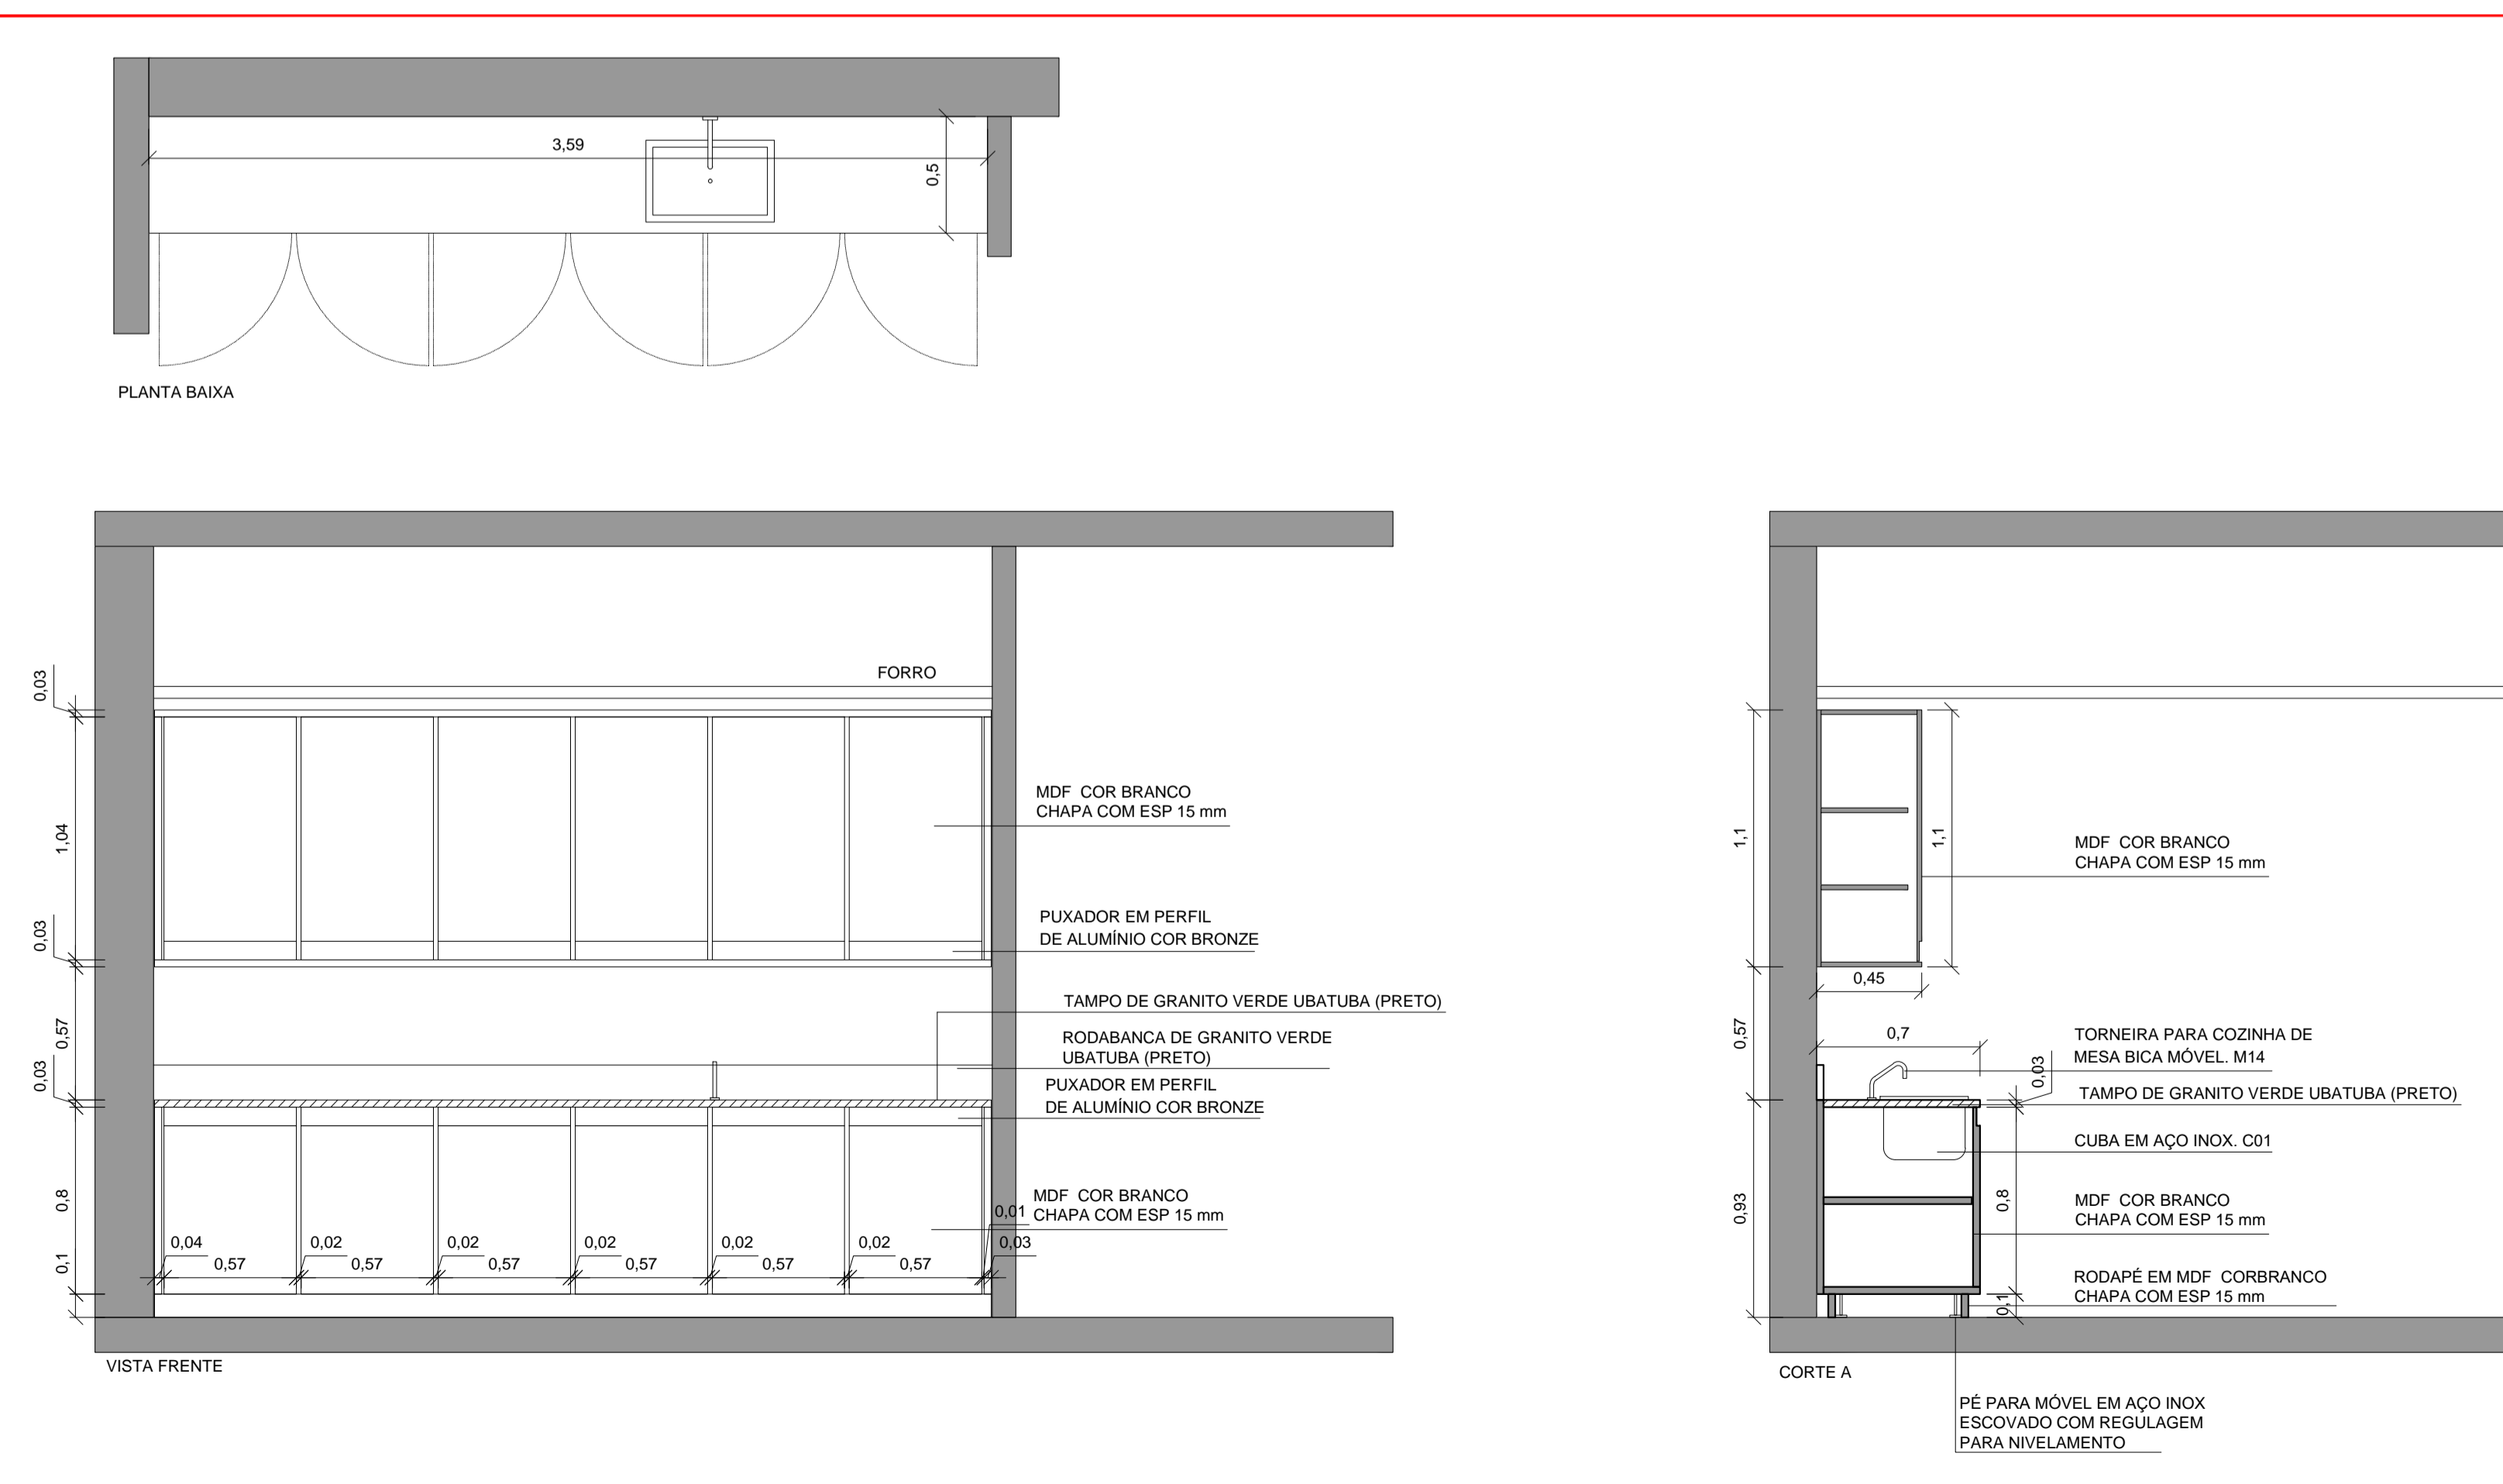 3,59
0,5
PLANTA BAIXA
FORRO
0,03
1,04
0,03
0,57
0,03
0,8
0,1
MDF  COR BRANCO
CHAPA COM ESP 15 mm
PUXADOR EM PERFIL
DE ALUMÍNIO COR BRONZE
TAMPO DE GRANITO VERDE UBATUBA (PRETO)
RODABANCA DE GRANITO VERDE
UBATUBA (PRETO)
PUXADOR EM PERFIL
DE ALUMÍNIO COR BRONZE
MDF  COR BRANCO
CHAPA COM ESP 15 mm
0,01
0,04
0,02
0,02
0,02
0,02
0,02
0,03
0,57
0,57
0,57
0,57
0,57
0,57
VISTA FRENTE
1,1
1,1
MDF  COR BRANCO
CHAPA COM ESP 15 mm
0,45
0,57
0,7
0,03
TORNEIRA PARA COZINHA DE
MESA BICA MÓVEL. M14
TAMPO DE GRANITO VERDE UBATUBA (PRETO)
CUBA EM AÇO INOX. C01
0,93
0,8
MDF  COR BRANCO
CHAPA COM ESP 15 mm
0,1
RODAPÉ EM MDF  CORBRANCO
CHAPA COM ESP 15 mm
CORTE A
PÉ PARA MÓVEL EM AÇO INOX
ESCOVADO COM REGULAGEM
PARA NIVELAMENTO